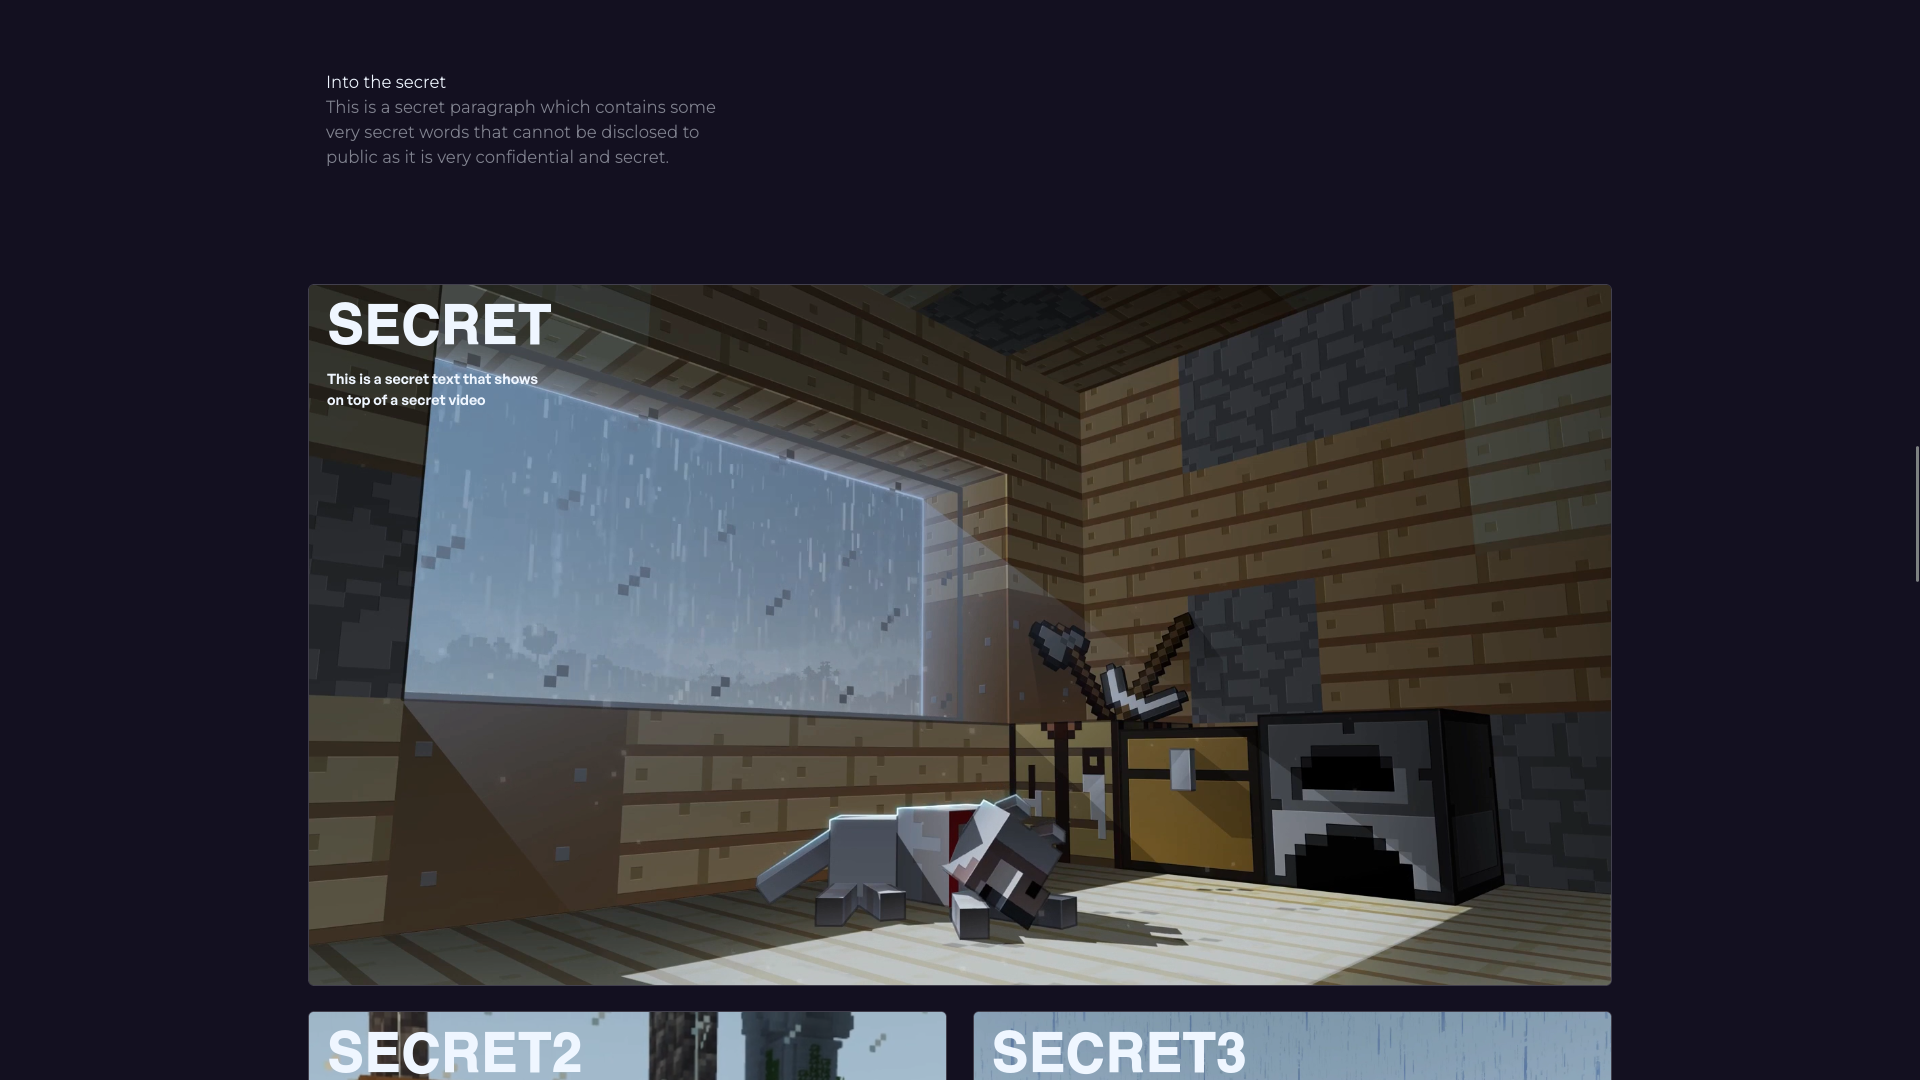 Into the secret
This is a secret paragraph which contains some
very secret words that cannot be disclosed to
public as it is very confidential and secret.
SECRET
This is a secret text that shows
on top of a secret video
SECRET2
SECRET3